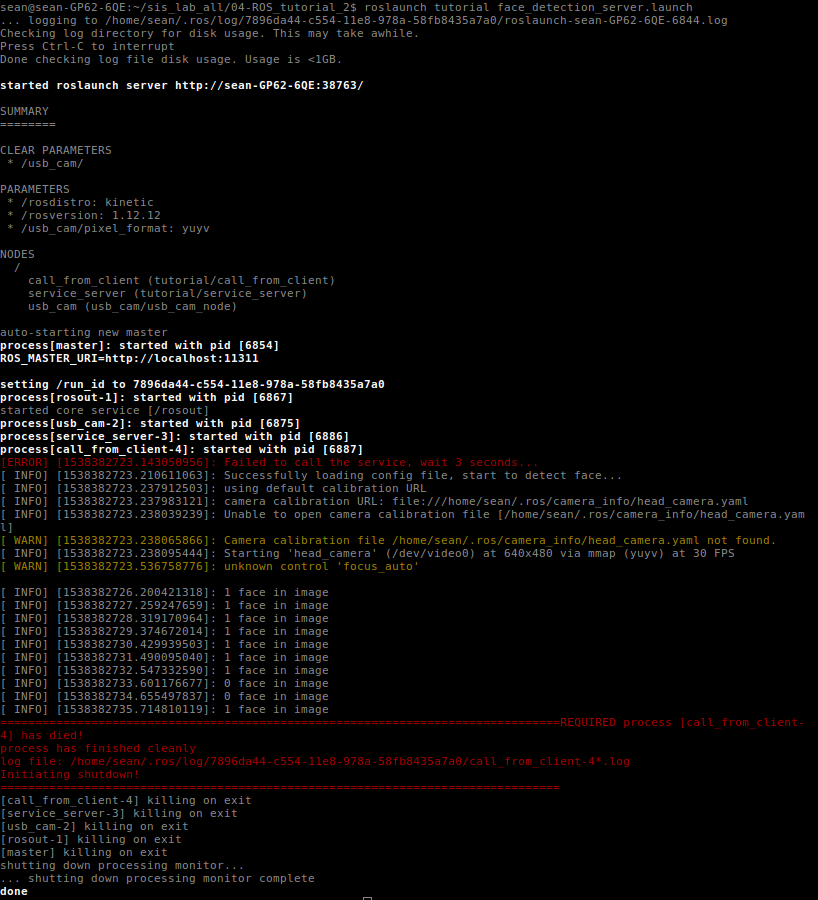 sean@sean-GP62-6QE:~/sis_lab_all/04-ROS_tutorial_2$ roslaunch tutorial face_detection_server.launch
... logging to /home/sean/.ros/log/7896da44-c554-11e8-978a-58fb8435a7a0/roslaunch-sean-GP62-6QE-6844.log
Checking log directory for disk usage. This may take awhile.
Press Ctrl-C to interrupt
Done checking log file disk usage. Usage is <1GB.

started roslaunch server http://sean-GP62-6QE:38763/

SUMMARY
========

CLEAR PARAMETERS
 * /usb_cam/

PARAMETERS
 * /rosdistro: kinetic
 * /rosversion: 1.12.12
 * /usb_cam/pixel_format: yuyv

NODES
  /
    call_from_client (tutorial/call_from_client)
    service_server (tutorial/service_server)
    usb_cam (usb_cam/usb_cam_node)

auto-starting new master
process[master]: started with pid [6854]
ROS_MASTER_URI=http://localhost:11311

setting /run_id to 7896da44-c554-11e8-978a-58fb8435a7a0
process[rosout-1]: started with pid [6867]
started core service [/rosout]
process[usb_cam-2]: started with pid [6875]
process[service_server-3]: started with pid [6886]
process[call_from_client-4]: started with pid [6887]
[ERROR] [1538382723.143050956]: Failed to call the service, wait 3 seconds...
[ INFO] [1538382723.210611063]: Successfully loading config file, start to detect face...
[ INFO] [1538382723.237912503]: using default calibration URL
[ INFO] [1538382723.237983121]: camera calibration URL: file:///home/sean/.ros/camera_info/head_camera.yaml
[ INFO] [1538382723.238039239]: Unable to open camera calibration file [/home/sean/.ros/camera_info/head_camera.yam
l]
[ WARN] [1538382723.238065866]: Camera calibration file /home/sean/.ros/camera_info/head_camera.yaml not found.
[ INFO] [1538382723.238095444]: Starting 'head_camera' (/dev/video0) at 640x480 via mmap (yuyv) at 30 FPS
[ WARN] [1538382723.536758776]: unknown control 'focus_auto'

[ INFO] [1538382726.200421318]: 1 face in image
[ INFO] [1538382727.259247659]: 1 face in image
[ INFO] [1538382728.319170964]: 1 face in image
[ INFO] [1538382729.374672014]: 1 face in image
[ INFO] [1538382730.429939503]: 1 face in image
[ INFO] [1538382731.490095040]: 1 face in image
[ INFO] [1538382732.547332590]: 1 face in image
[ INFO] [1538382733.601176677]: 0 face in image
[ INFO] [1538382734.655497837]: 0 face in image
[ INFO] [1538382735.714810119]: 1 face in image
================================================================================REQUIRED process [call_from_client-
4] has died!
process has finished cleanly
log file: /home/sean/.ros/log/7896da44-c554-11e8-978a-58fb8435a7a0/call_from_client-4*.log
Initiating shutdown!
================================================================================
[call_from_client-4] killing on exit
[service_server-3] killing on exit
[usb_cam-2] killing on exit
[rosout-1] killing on exit
[master] killing on exit
shutting down processing monitor...
... shutting down processing monitor complete
done